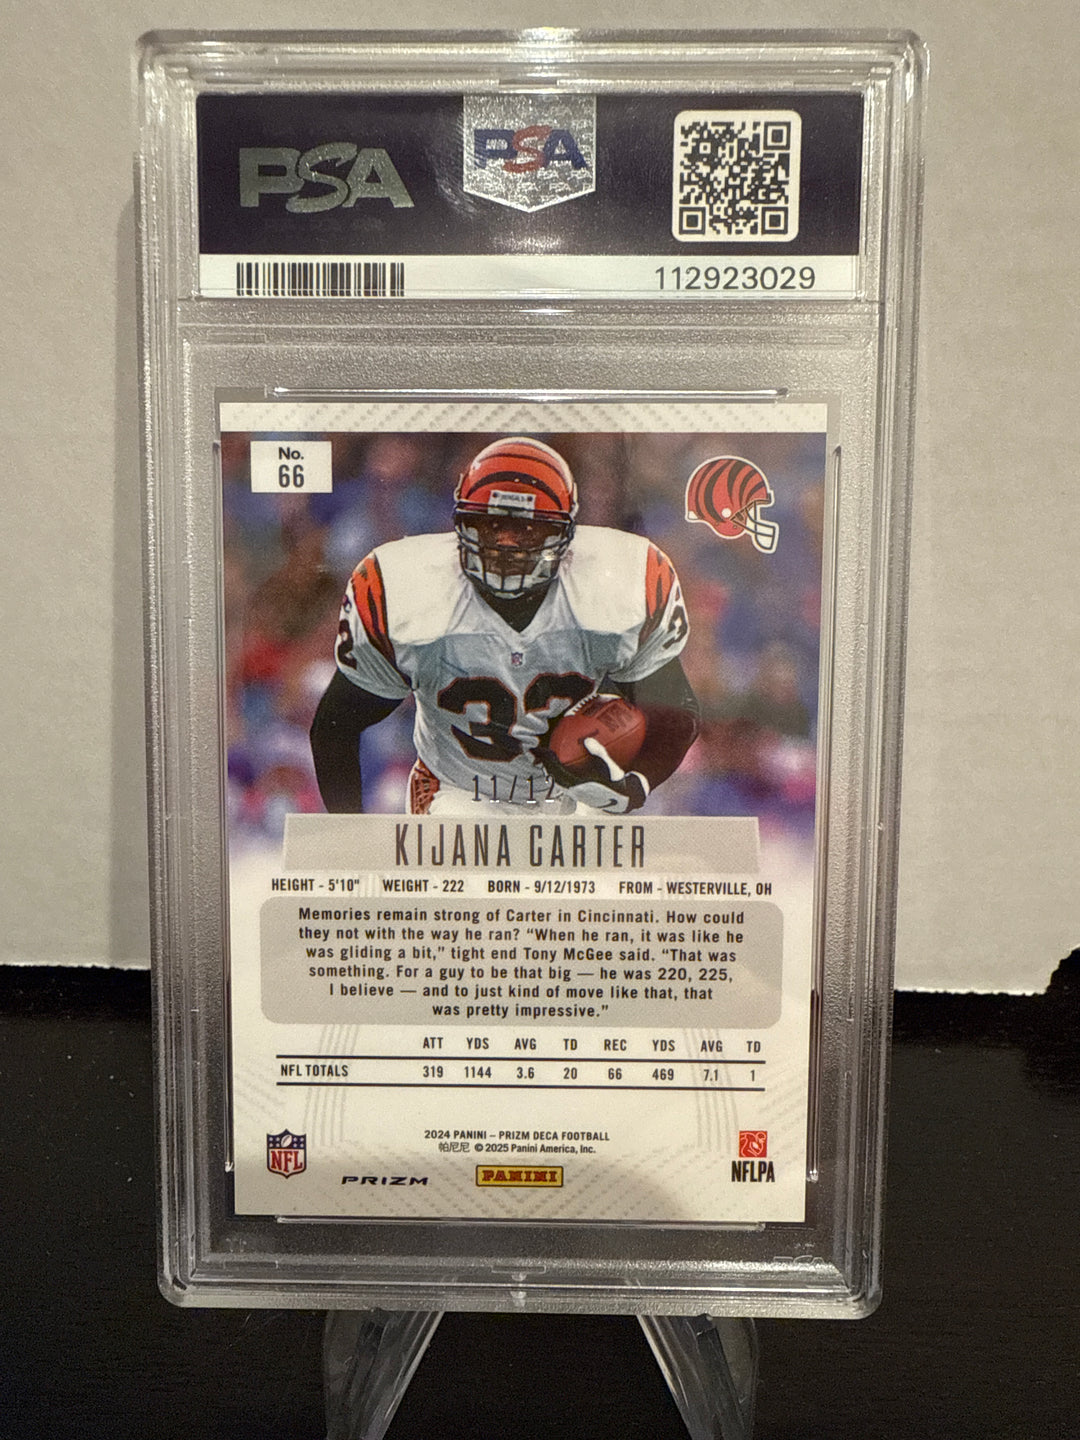 PSA
PSA
112923029
No.
66
BENGALS
32
11/12
KIJANA CARTER
HEIGHT - 5'10" WEIGHT - 222 BORN - 9/12/1973 FROM - WESTERVILLE, OH
Memories remain strong of Carter in Cincinnati. How could
they not with the way he ran? “When he ran, it was like he
was gliding a bit,” tight end Tony McGee said. “That was
something. For a guy to be that big — he was 220, 225,
I believe — and to just kind of move like that, that
was pretty impressive.”
ATT YDS AVG TD REC YDS AVG TD
NFL TOTALS 319 1144 3.6 20 66 469 7.1 1
2024 PANINI – PRIZM DECA FOOTBALL
帕尼尼 © 2025 Panini America, Inc.
NFL
PRIZM
PANINI
NFLPA
PSA